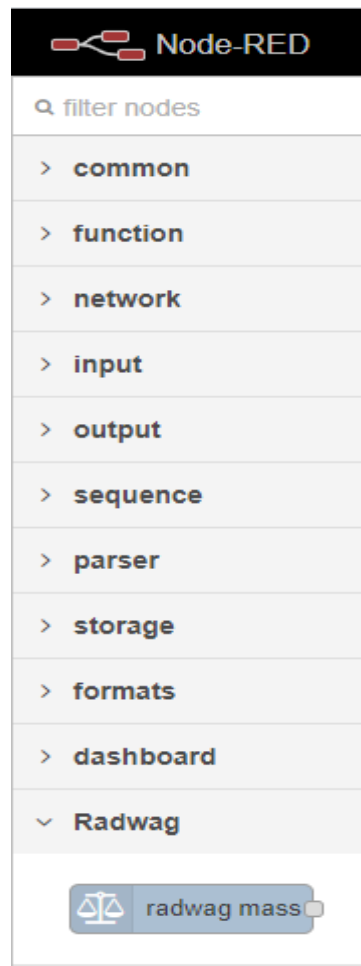 Node-RED
filter nodes
common
function
network
input
output
sequence
parser
storage
formats
dashboard
Radwag
radwag mass